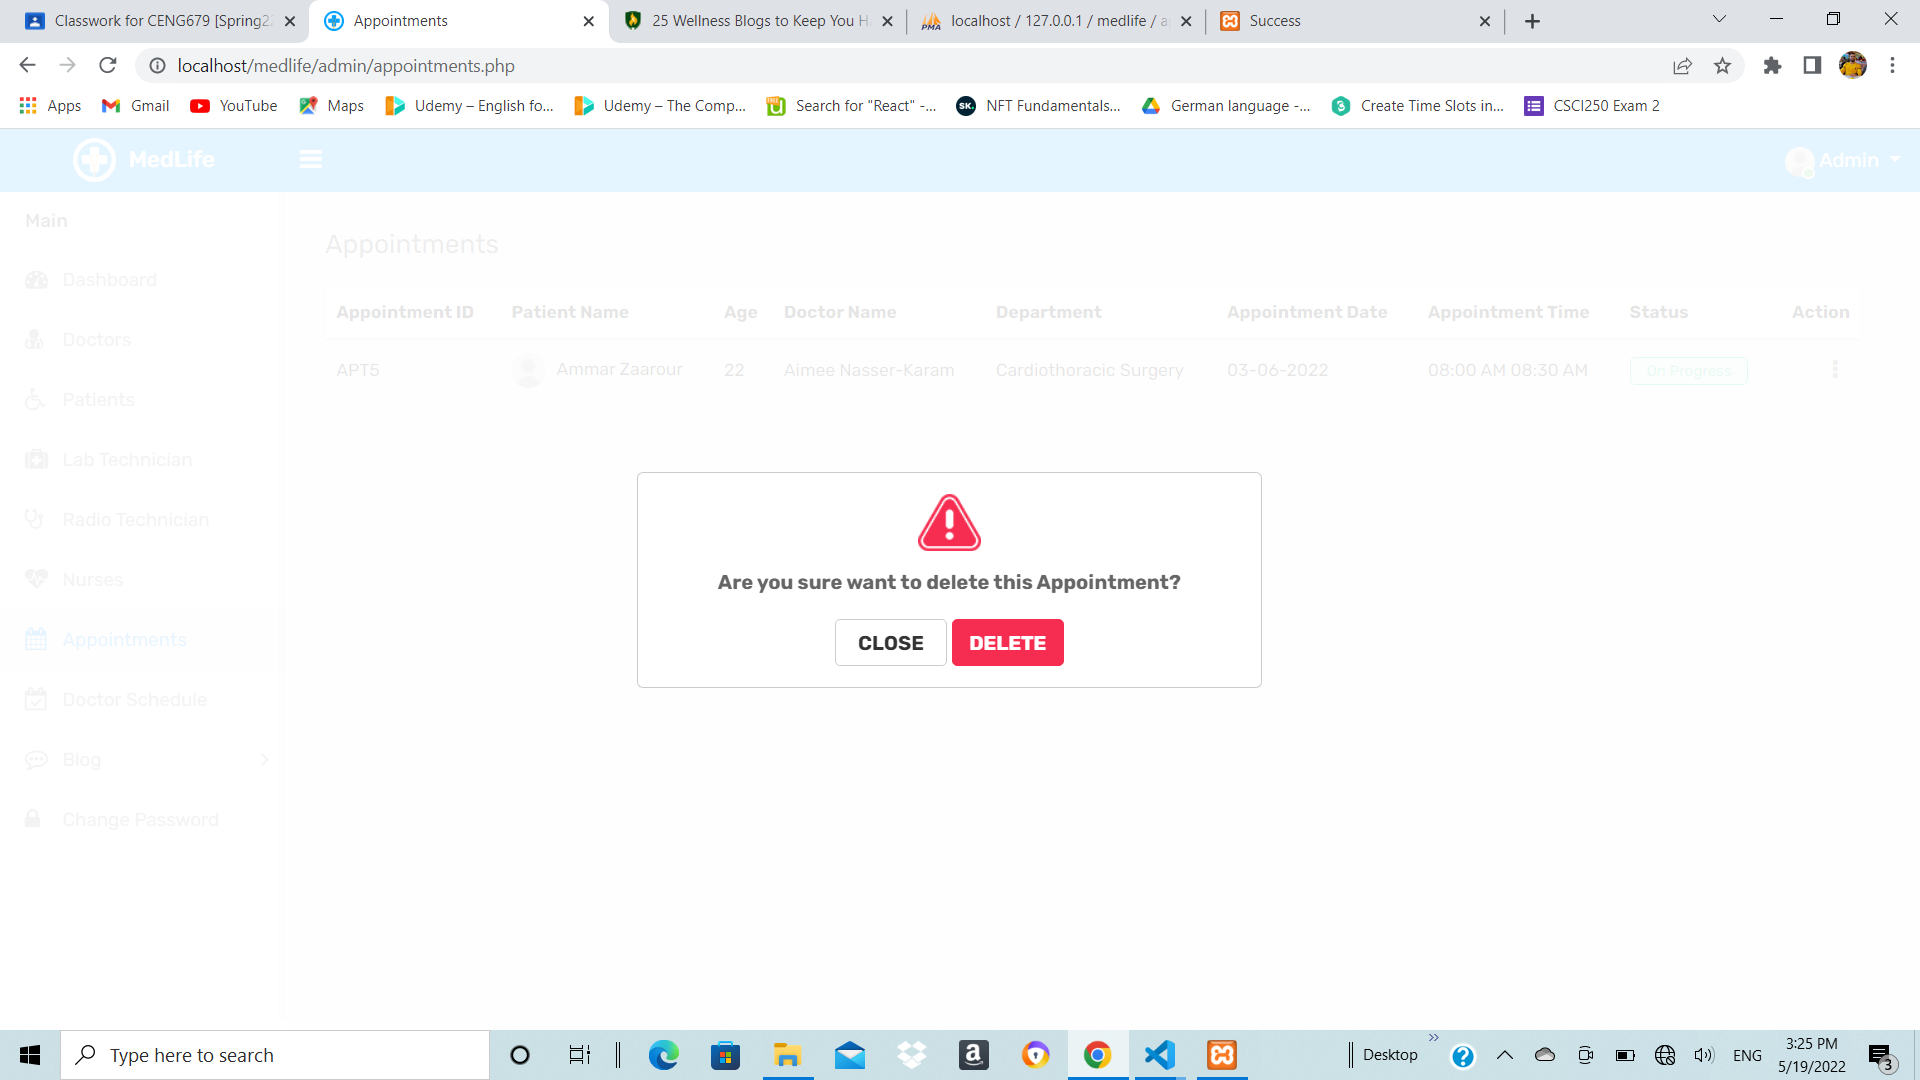 Classwork for CENG679 [Spring22
Appointments
25 Wellness Blogs to Keep You Ha
PMA
localhost / 127.0.0.1 / medlife / a
Success
localhost/medlife/admin/appointments.php
Apps
Gmail
YouTube
Maps
Udemy – English fo...
Udemy – The Comp...
Search for "React" -...
SK.
NFT Fundamentals...
German language -...
Create Time Slots in...
CSCI250 Exam 2
MedLife
Admin
Main
Dashboard
Doctors
Patients
Lab Technician
Radio Technician
Nurses
Appointments
Doctor Schedule
Blog
Change Password
Appointments
Appointment ID Patient Name Age Doctor Name Department Appointment Date Appointment Time Status Action
APT5 Ammar Zaarour 22 Aimee Nasser-Karam Cardiothoracic Surgery 03-06-2022 08:00 AM 08:30 AM On Progress
Are you sure want to delete this Appointment?
CLOSE DELETE
Type here to search
Desktop
ENG
3:25 PM
5/19/2022
3